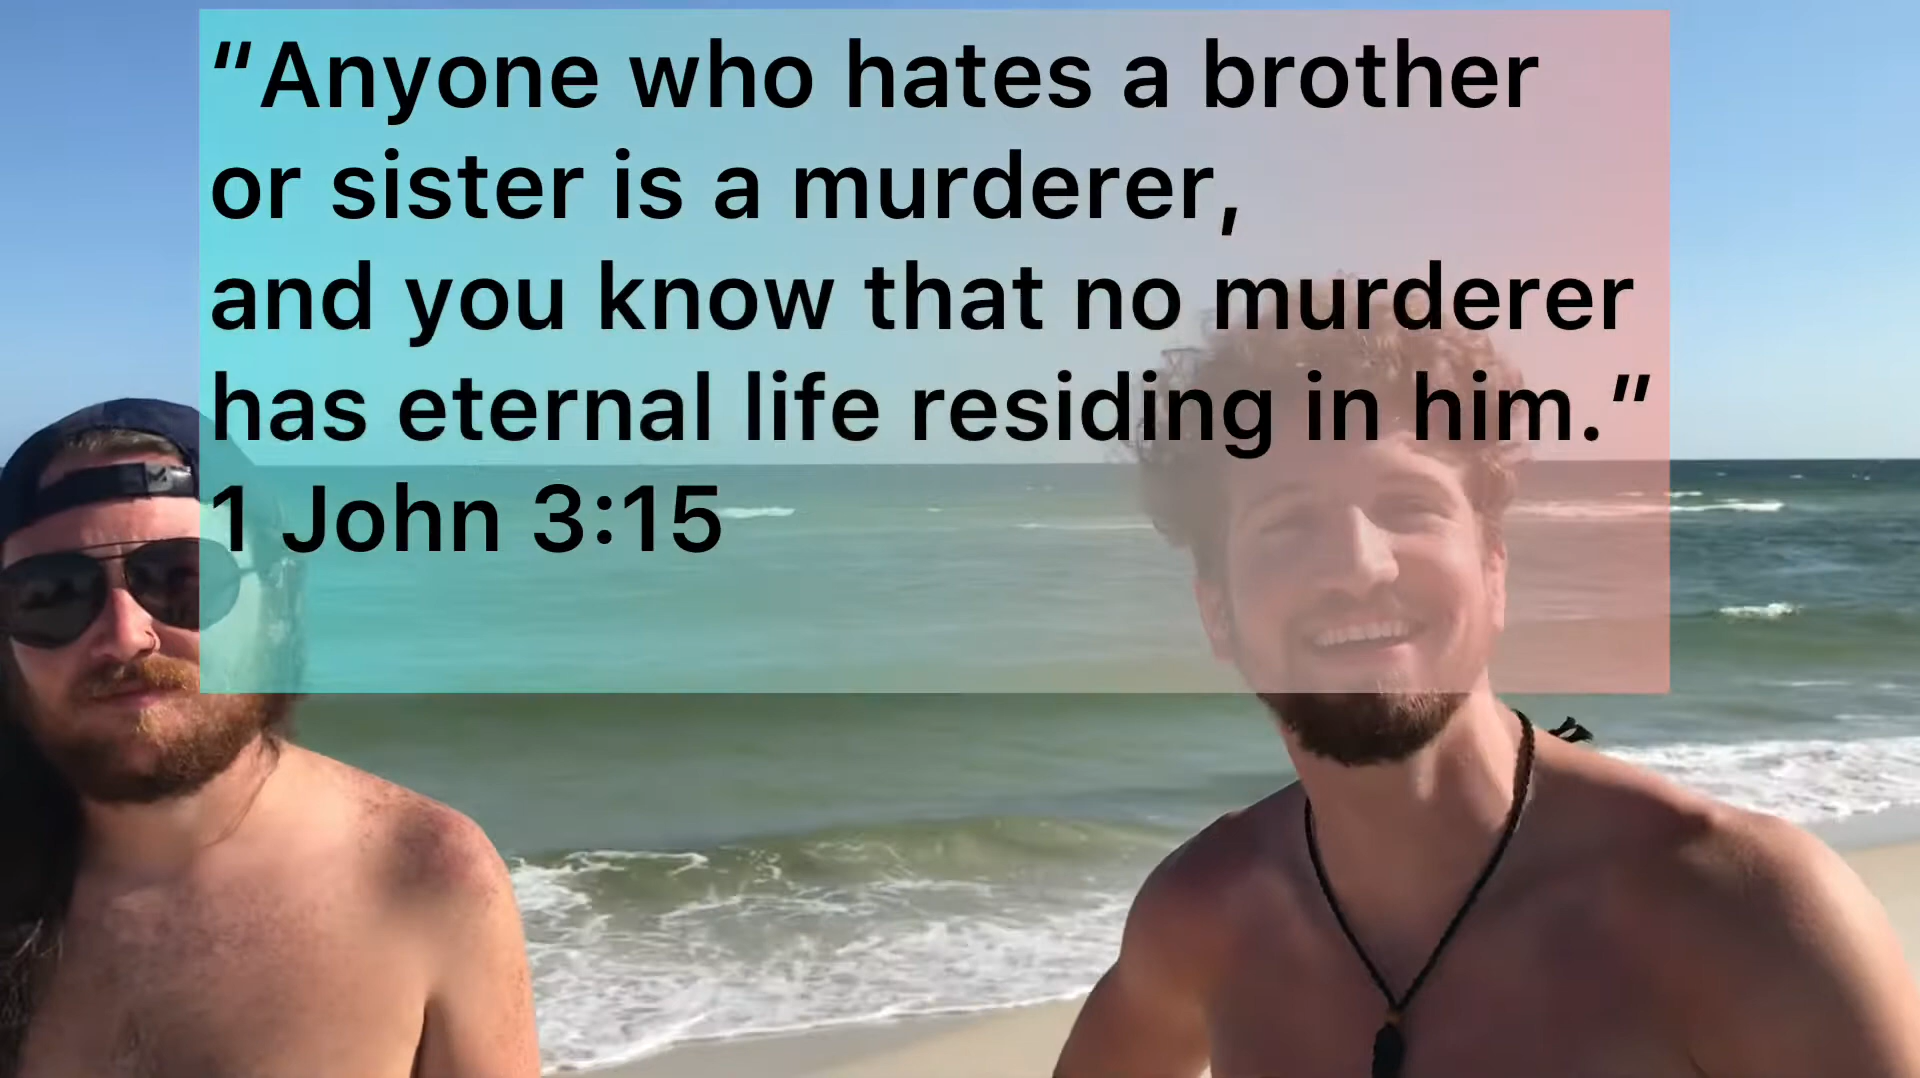 “Anyone who hates a brother
or sister is a murderer,
and you know that no murderer
has eternal life residing in him.”
1 John 3:15